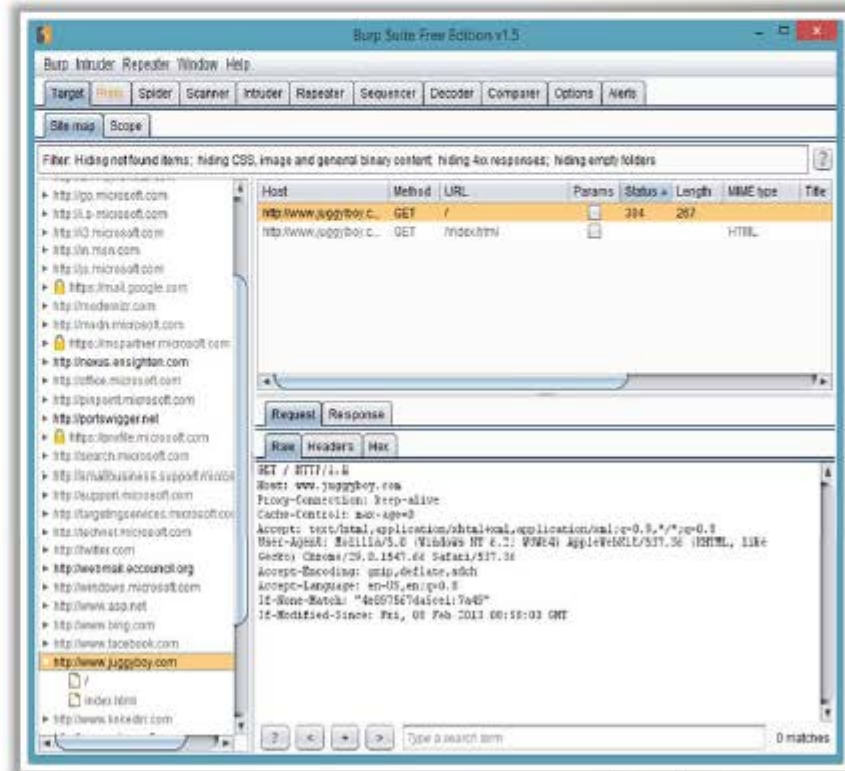 Burp Suite Free Edition v1.5
Burp Intruder Repeater Window Help
Target Spider Scanner Intruder Repeater Sequencer Decoder Comparer Options Alerts
Site map Scope
Filter: Hiding not found items; hiding CSS, image and general binary content; hiding 4xx responses; hiding empty folders ?
http://go.microsoft.com
http://i3.microsoft.com
http://in.msn.com
http://js.microsoft.com
https://mail.google.com
http://modernizr.com
http://msdn.microsoft.com
https://mspartner.microsoft.com
http://nexus.ensighten.com
http://office.microsoft.com
http://pinpoint.microsoft.com
http://portswigger.net
https://profile.microsoft.com
http://search.microsoft.com
http://smallbusiness.support.micros
http://support.microsoft.com
http://targetingservices.microsoft.co
http://technet.microsoft.com
http://twitter.com
http://webmail.eccouncil.org
http://windows.microsoft.com
http://www.asp.net
http://www.bing.com
http://www.facebook.com
http://www.juggyboy.com
/
index.html
http://www.linkedin.com
Host Method URL Params Status Length MIME type Title
http://www.juggyboy.c... GET / 304 267
http://www.juggyboy.c... GET /index.html HTML
Request Response
Raw Headers Hex
GET / HTTP/1.1
Host: www.juggyboy.com
Proxy-Connection: keep-alive
Cache-Control: max-age=0
Accept: text/html,application/xhtml+xml,application/xml;q=0.9,*/*;q=0.8
User-Agent: Mozilla/5.0 (Windows NT 6.2; WOW64) AppleWebKit/537.36 (KHTML, like
Gecko) Chrome/29.0.1547.66 Safari/537.36
Accept-Encoding: gzip,deflate,sdch
Accept-Language: en-US,en;q=0.8
If-None-Match:
If-Modified-Since: Fri, 08 Feb 2013 GMT
? < + > Type a search term 0 matches